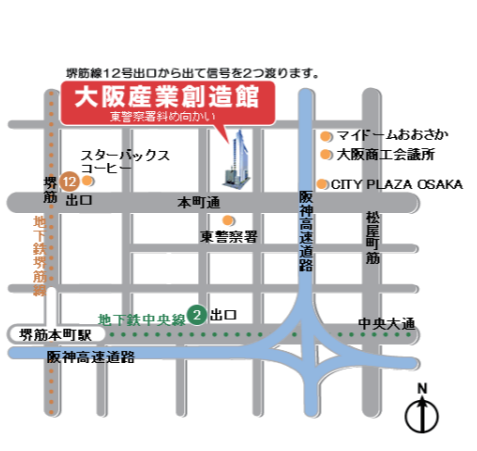 堺筋線12号出口から出て信号を2つ渡ります。
大阪産業創造館
東警察署斜め向かい
マイドームおおさか
大阪商工会議所
スターバックス
コーヒー
CITY PLAZA OSAKA
堺筋
12
出口
本町通
阪神高速道路
松屋町筋
地下鉄堺筋線
東警察署
地下鉄中央線
2
出口
中央大通
堺筋本町駅
阪神高速道路
N